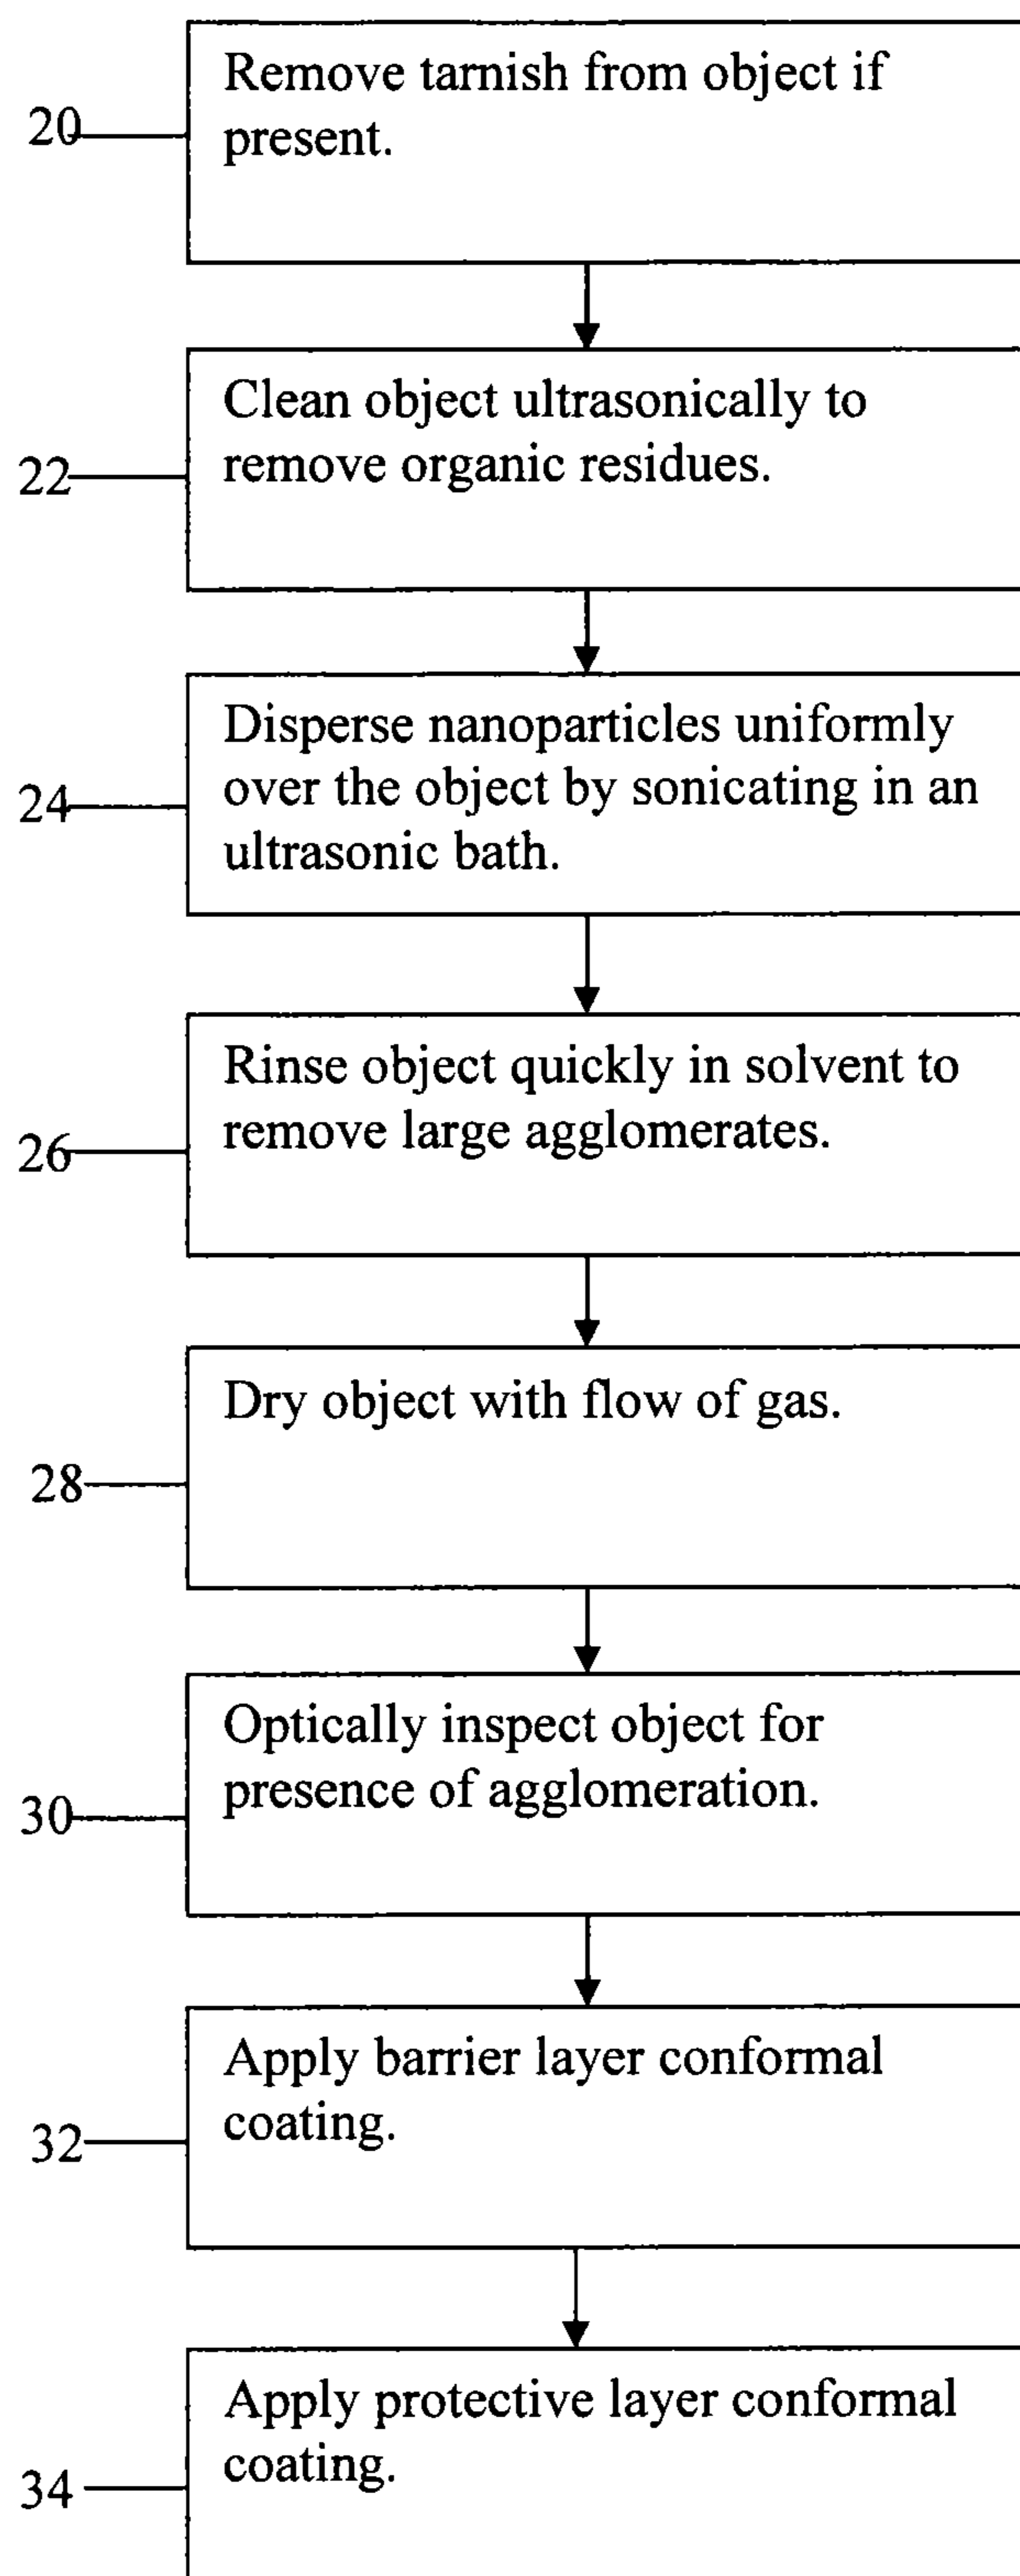 Remove tarnish from object if
present.
20
Clean object ultrasonically to
remove organic residues.
22
Disperse nanoparticles uniformly
over the object by sonicating in an
ultrasonic bath.
24
Rinse object quickly in solvent to
remove large agglomerates.
26
Dry object with flow of gas.
28
Optically inspect object for
presence of agglomeration.
30
Apply barrier layer conformal
coating.
32
Apply protective layer conformal
coating.
34